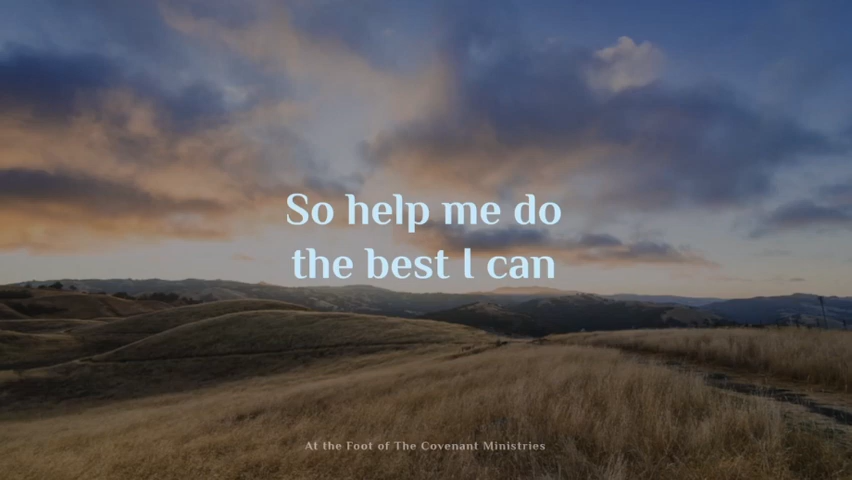 So help me do
the best I can
At the Foot of The Covenant Ministries